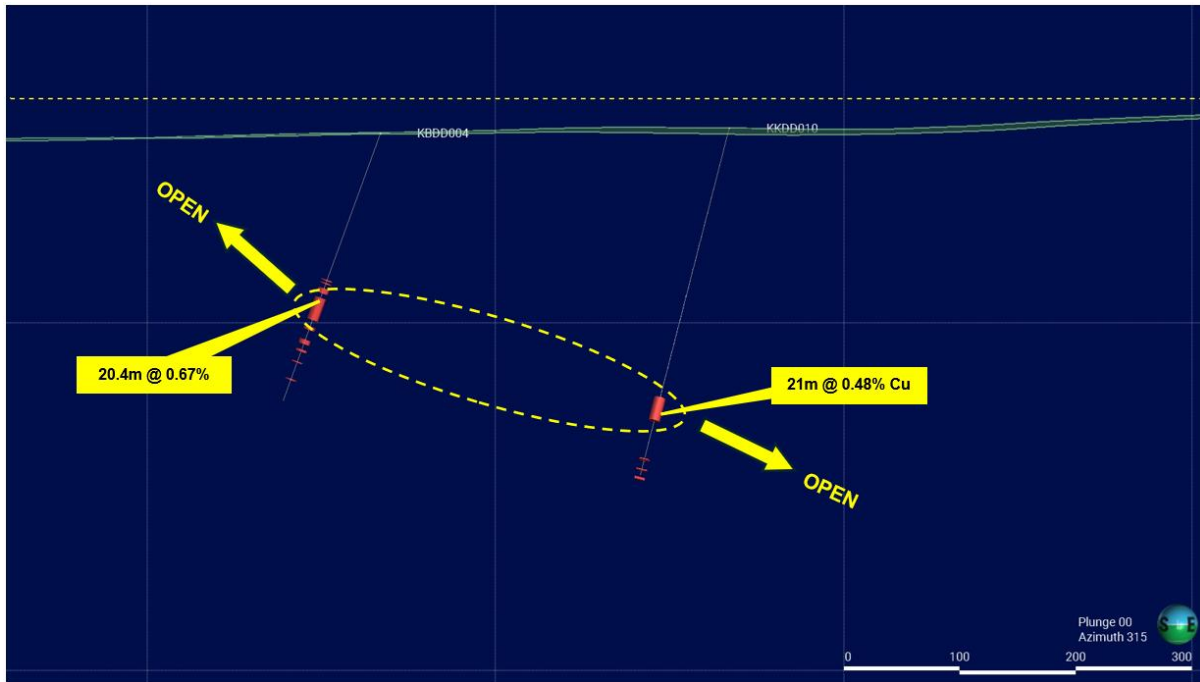 KBDD004
KKDD010
OPEN
20.4m @ 0.67%
21m @ 0.48% Cu
OPEN
Plunge 00
Azimuth 315
S E
0 100 200 300